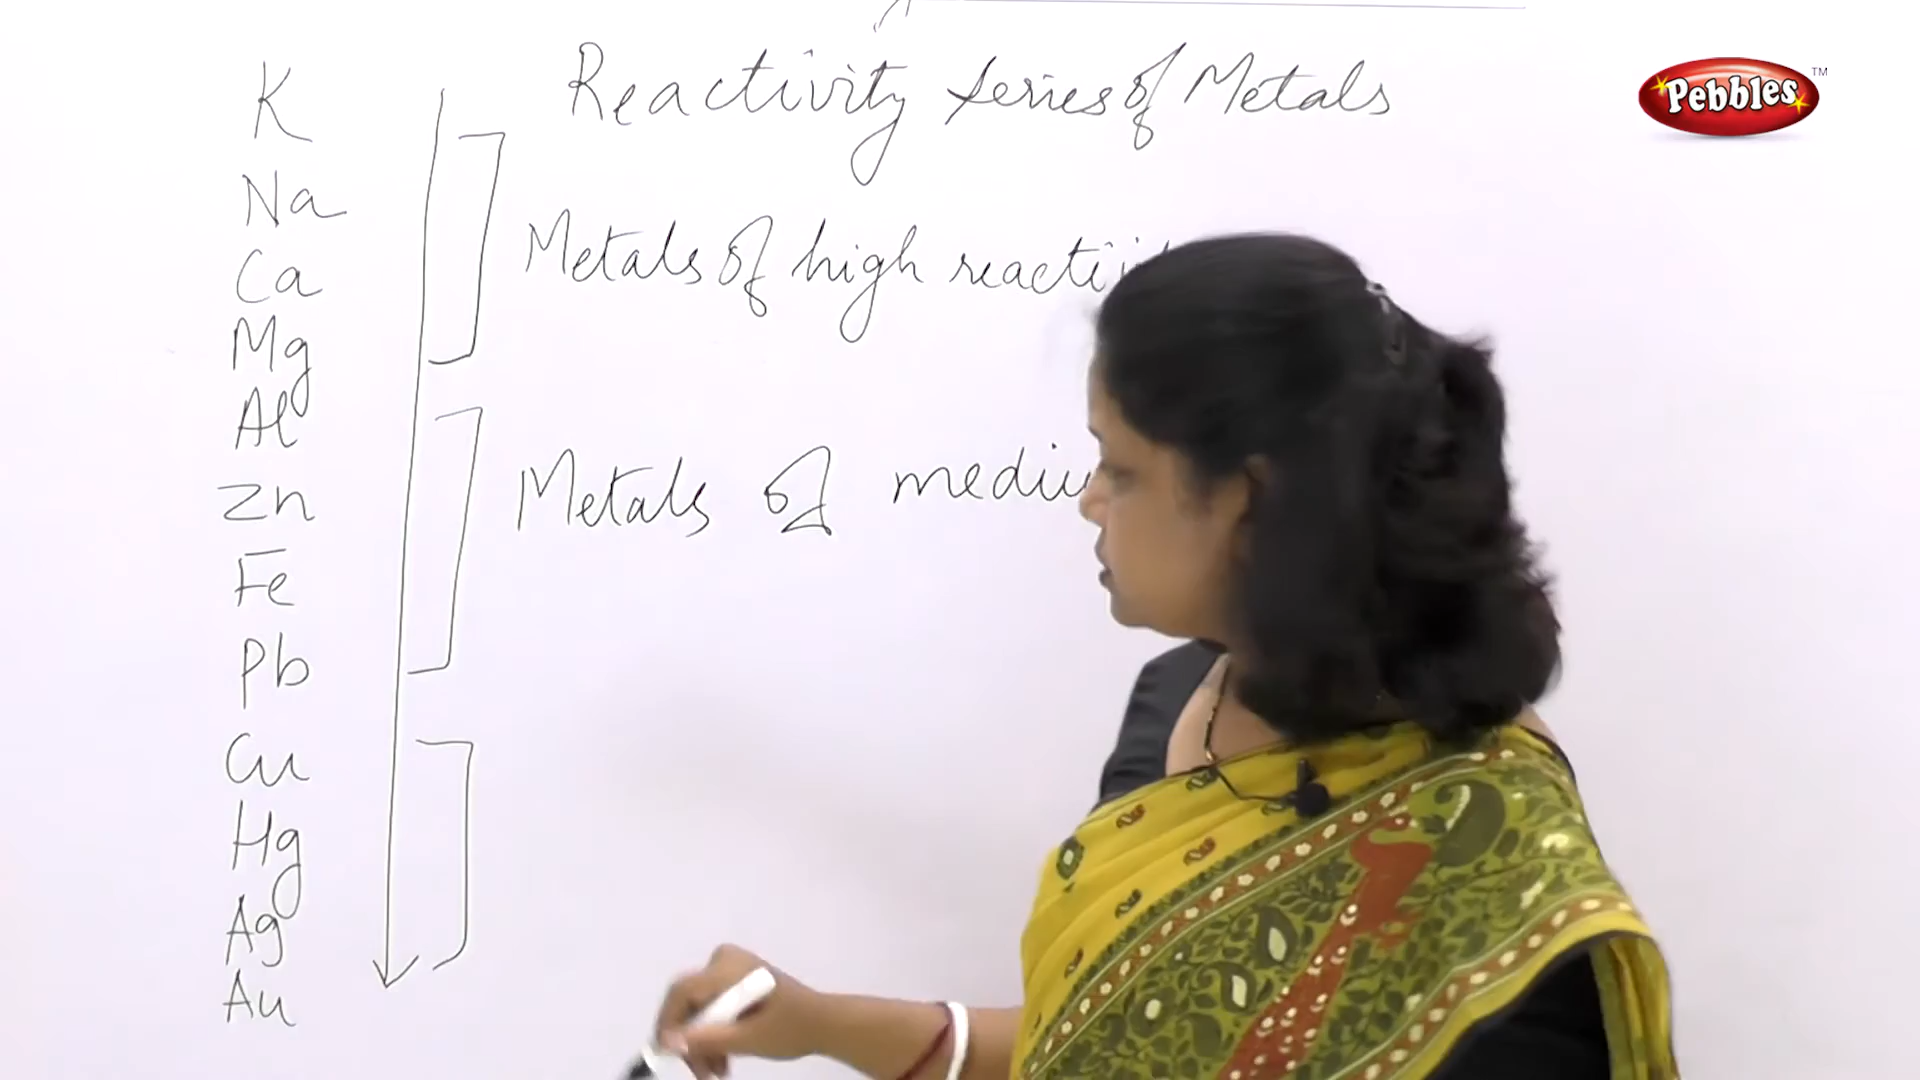 Reactivity series of Metals
K
Na
Ca
Mg
Al
Zn
Fe
Pb
Cu
Hg
Ag
Au
Metals of high
Metals of
Pebbles
TM